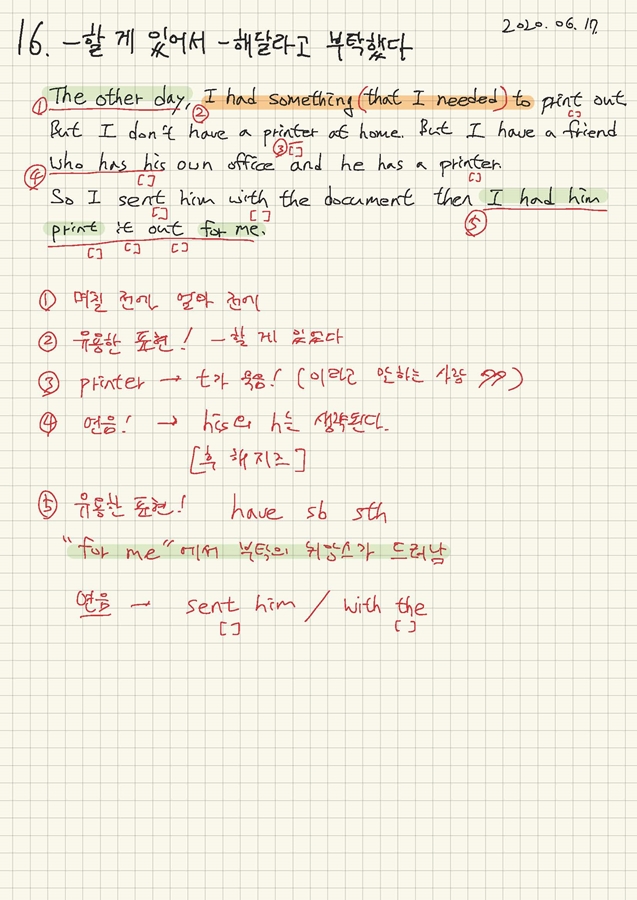 16. -할 게 있어서 -해달라고 부탁했다
2020.06.17
① The other day, ② I had something (that I needed) to print out
But I don't have a printer at home. But I have a friend
③ []
④ who has his own office and he has a printer.
[] []
So I sent him with the document then I had him
[] [] ⑤
print it out for me.
[] [] []
①며칠 전에 얼마 전에
② 유용한 표현! -할 게 있었다
③ printer → t가 묵음! (이라고 안하는 사람 有)
④ 연음! → his의 h는 생략된다.
[후 해지즈]
⑤ 유용한 표현! have sb sth
"for me"에서 부탁의 뉘앙스가 드러남
연음 → sent him / with the
[] []